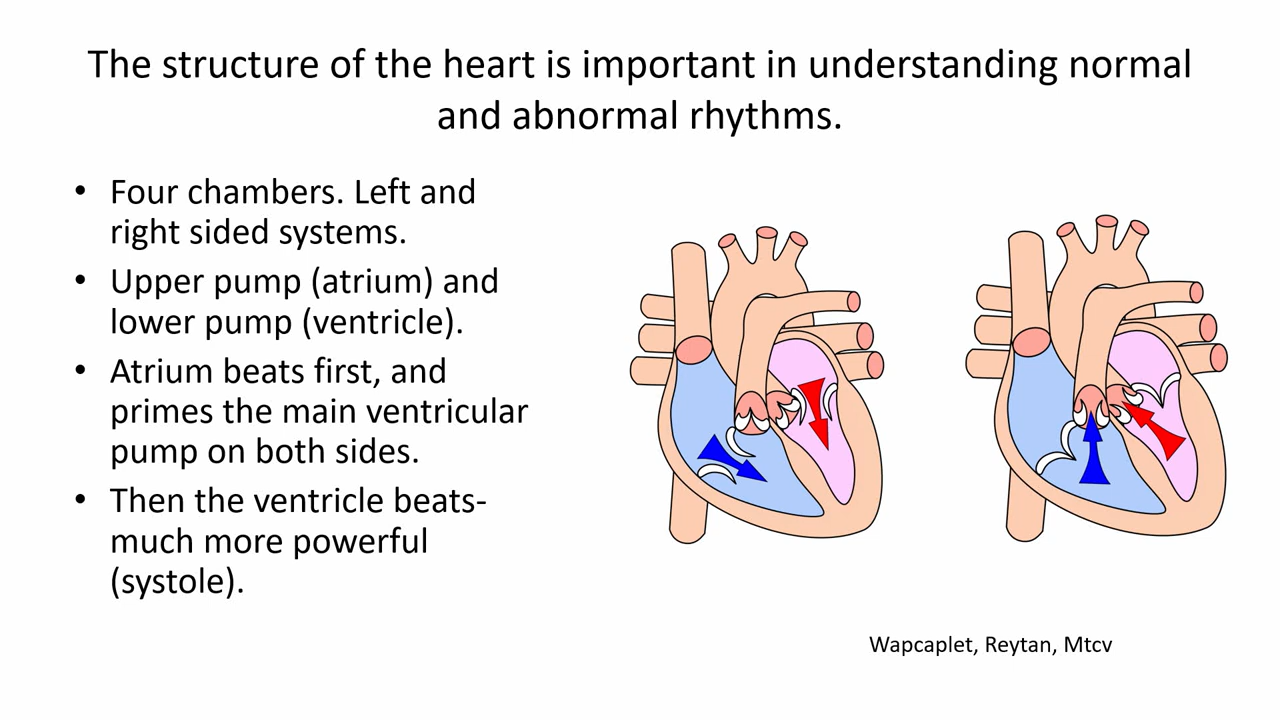 The structure of the heart is important in understanding normal
and abnormal rhythms.
• Four chambers. Left and
right sided systems.
• Upper pump (atrium) and
lower pump (ventricle).
• Atrium beats first, and
primes the main ventricular
pump on both sides.
• Then the ventricle beats-
much more powerful
(systole).
Wapcaplet, Reytan, Mtcv